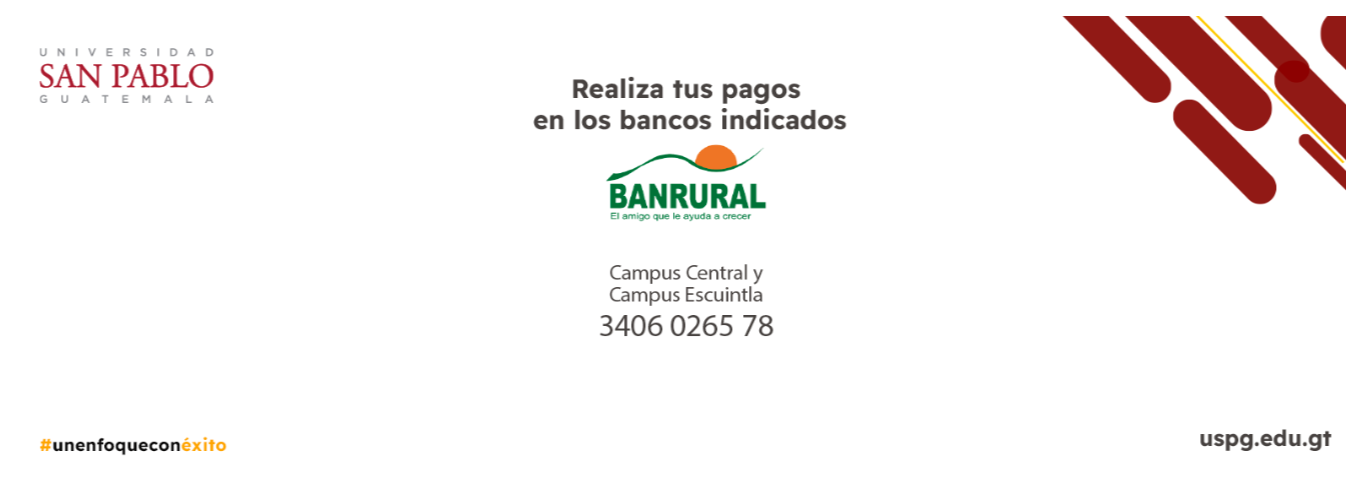 UNIVERSIDAD
SAN PABLO
GUATEMALA
Realiza tus pagos
en los bancos indicados
BANRURAL
El amigo que le ayuda a crecer
Campus Central y
Campus Escuintla
3406 0265 78
#unenfoqueconéxito
uspg.edu.gt